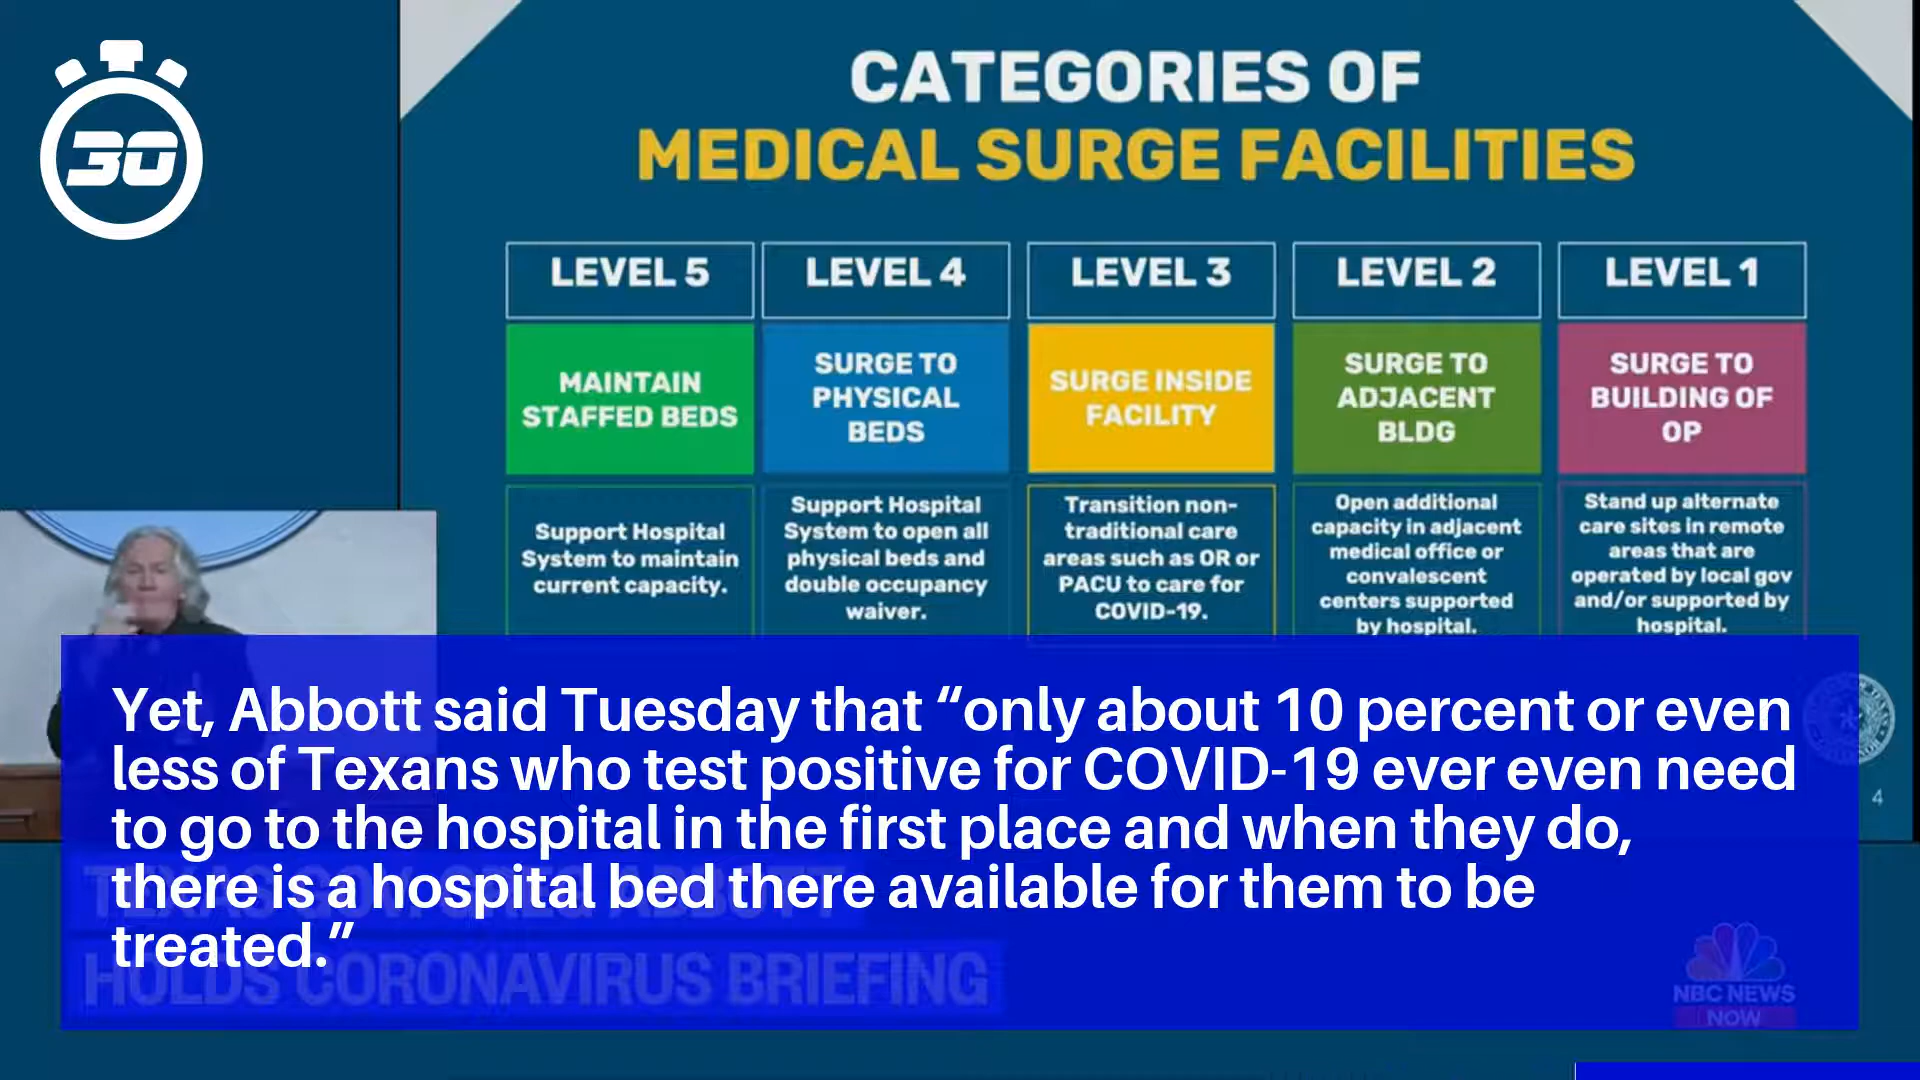 30
CATEGORIES OF
MEDICAL SURGE FACILITIES
LEVEL 5
MAINTAIN
STAFFED BEDS
Support Hospital
System to maintain
current capacity.
LEVEL 4
SURGE TO
PHYSICAL
BEDS
Support Hospital
System to open all
physical beds and
double occupancy
waiver.
LEVEL 3
SURGE INSIDE
FACILITY
Transition non-
traditional care
areas such as OR or
PACU to care for
COVID-19.
LEVEL 2
SURGE TO
ADJACENT
BLDG
Open additional
capacity in adjacent
medical office or
convalescent
centers supported
by hospital.
LEVEL 1
SURGE TO
BUILDING OF
OP
Stand up alternate
care sites in remote
areas that are
operated by local gov
and/or supported by
hospital.
4
Yet, Abbott said Tuesday that “only about 10 percent or even
less of Texans who test positive for COVID-19 ever even need
to go to the hospital in the first place and when they do,
there is a hospital bed there available for them to be
treated.”
TEXAS GOV. GREG ABBOTT
HOLDS CORONAVIRUS BRIEFING
NBC NEWS
NOW